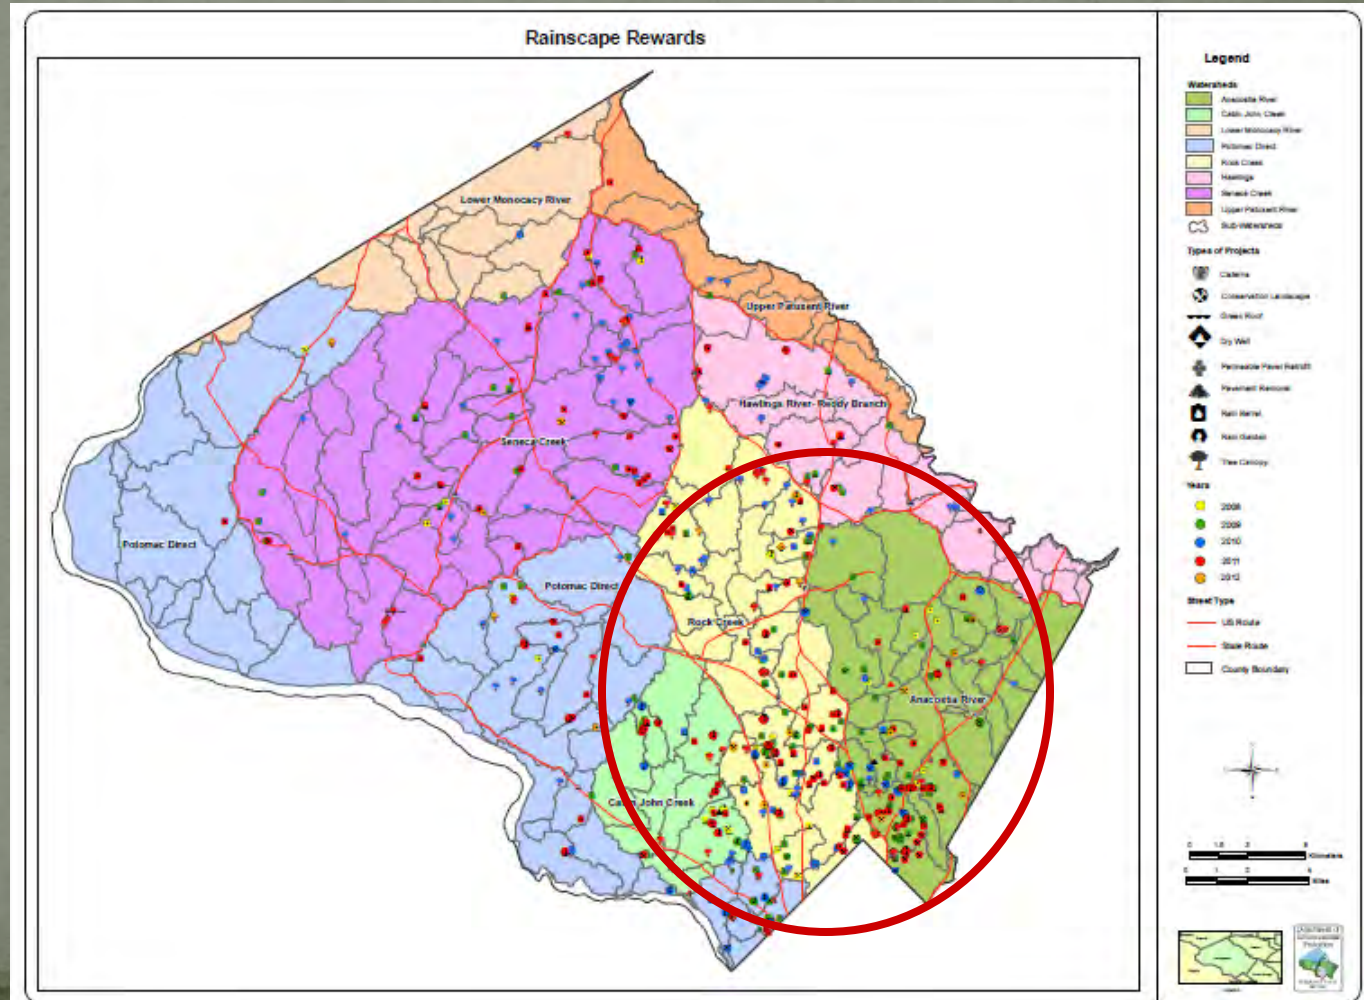 Rainscape Rewards
Legend
Watersheds
Anacostia River
Cabin John Creek
Lower Monocacy River
Potomac Direct
Rock Creek
Hawlings
Seneca Creek
Upper Patuxent River
Sub-Watersheds
Types of Projects
Cisterns
Conservation Landscape
Green Roof
Dry Well
Permeable Paver Retrofit
Pavement Removal
Rain Barrel
Rain Garden
Tree Canopy
Years
2008
2009
2010
2011
2012
Street Type
US Route
State Route
County Boundary
Lower Monocacy River
Upper Patuxent River
Hawlings River- Reddy Branch
Seneca Creek
Potomac Direct
Potomac Direct
Rock Creek
Anacostia River
Cabin John Creek
Kilometers
Miles